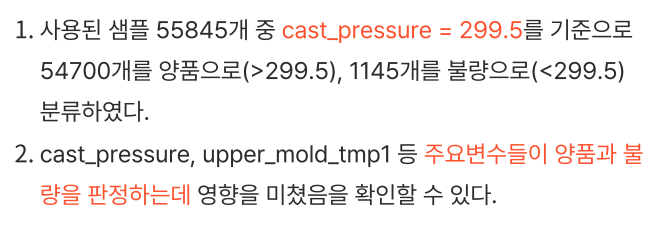 1. 사용된 샘플 55845개 중 cast_pressure = 299.5를 기준으로
54700개를 양품으로(>299.5), 1145개를 불량으로(<299.5)
분류하였다.
2. cast_pressure, upper_mold_tmp1 등 주요변수들이 양품과 불
량을 판정하는데 영향을 미쳤음을 확인할 수 있다.